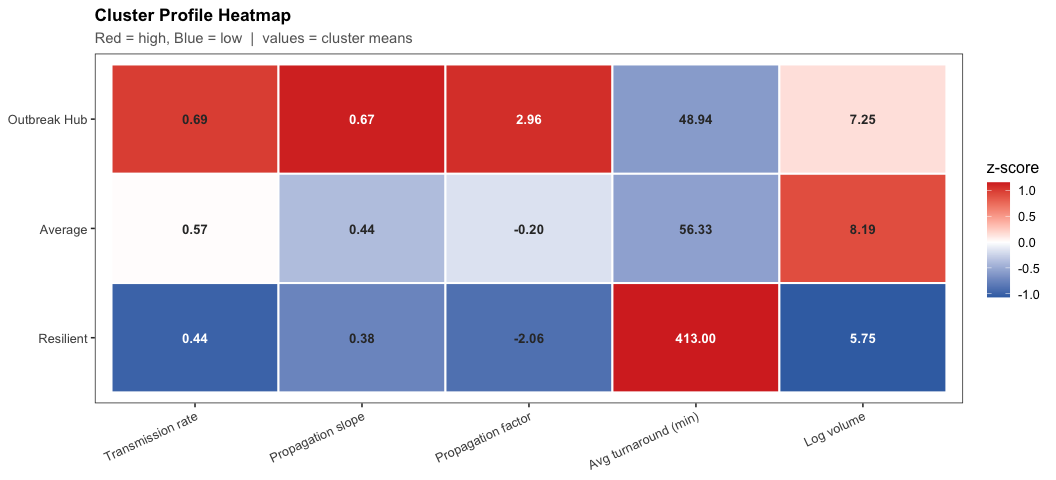 Cluster Profile Heatmap
Red = high, Blue = low | values = cluster means
Outbreak Hub 0.69 0.67 2.96 48.94 7.25
Average 0.57 0.44 -0.20 56.33 8.19
Resilient 0.44 0.38 -2.06 413.00 5.75
Transmission rate
Propagation slope
Propagation factor
Avg turnaround (min)
Log volume
z-score
1.0
0.5
0.0
-0.5
-1.0